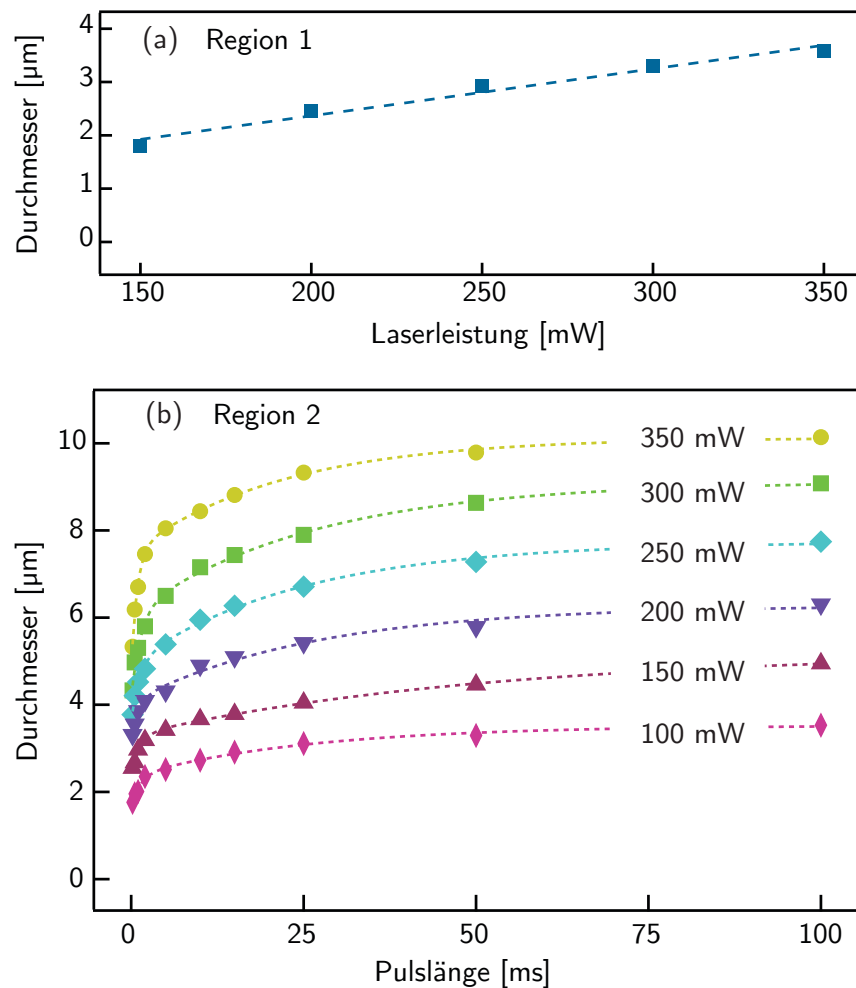 (a) Region 1
Durchmesser [µm]
4
3
2
1
0
150 200 250 300 350
Laserleistung [mW]
(b) Region 2
Durchmesser [µm]
10
8
6
4
2
0
350 mW
300 mW
250 mW
200 mW
150 mW
100 mW
0 25 50 75 100
Pulslänge [ms]